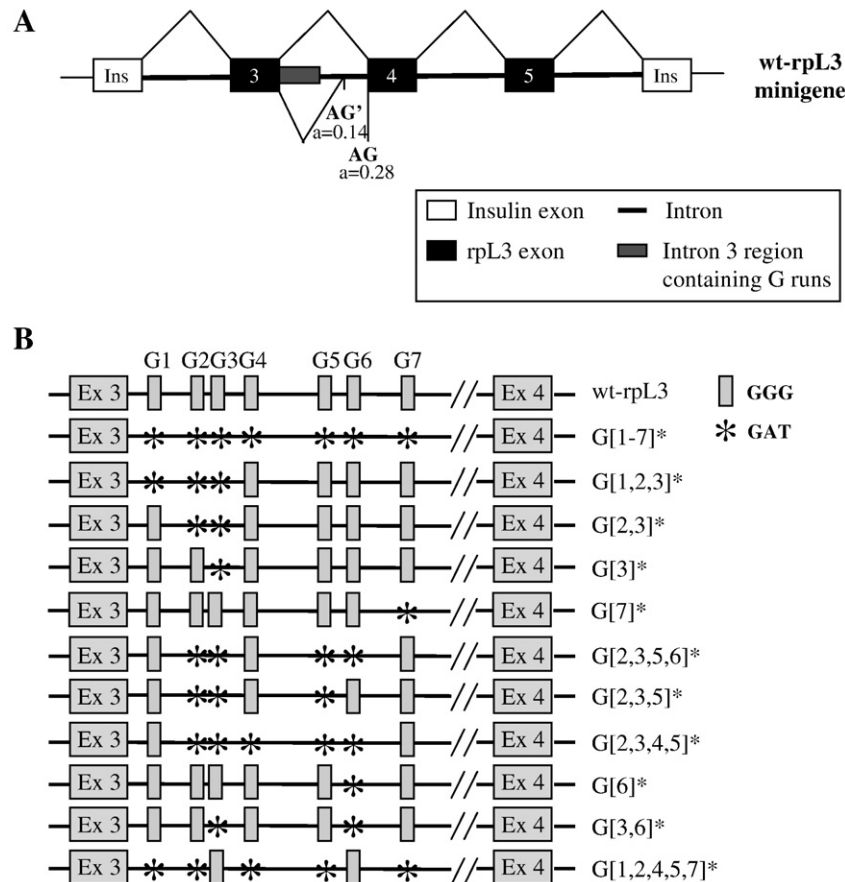 A
Ins 3 4 5 Ins
wt-rpL3
minigene
AG’
a=0.14
AG
a=0.28
Insulin exon Intron
rpL3 exon Intron 3 region
containing G runs
B
G1 G2 G3 G4 G5 G6 G7
Ex 3 // Ex 4 wt-rpL3 GGG
Ex 3 * * * * * * * // Ex 4 G[1-7]* * GAT
Ex 3 * * * // Ex 4 G[1,2,3]*
Ex 3 * * // Ex 4 G[2,3]*
Ex 3 * // Ex 4 G[3]*
Ex 3 * // Ex 4 G[7]*
Ex 3 * * * * // Ex 4 G[2,3,5,6]*
Ex 3 * * * // Ex 4 G[2,3,5]*
Ex 3 * * * * * // Ex 4 G[2,3,4,5]*
Ex 3 * // Ex 4 G[6]*
Ex 3 * * // Ex 4 G[3,6]*
Ex 3 * * * * * // Ex 4 G[1,2,4,5,7]*